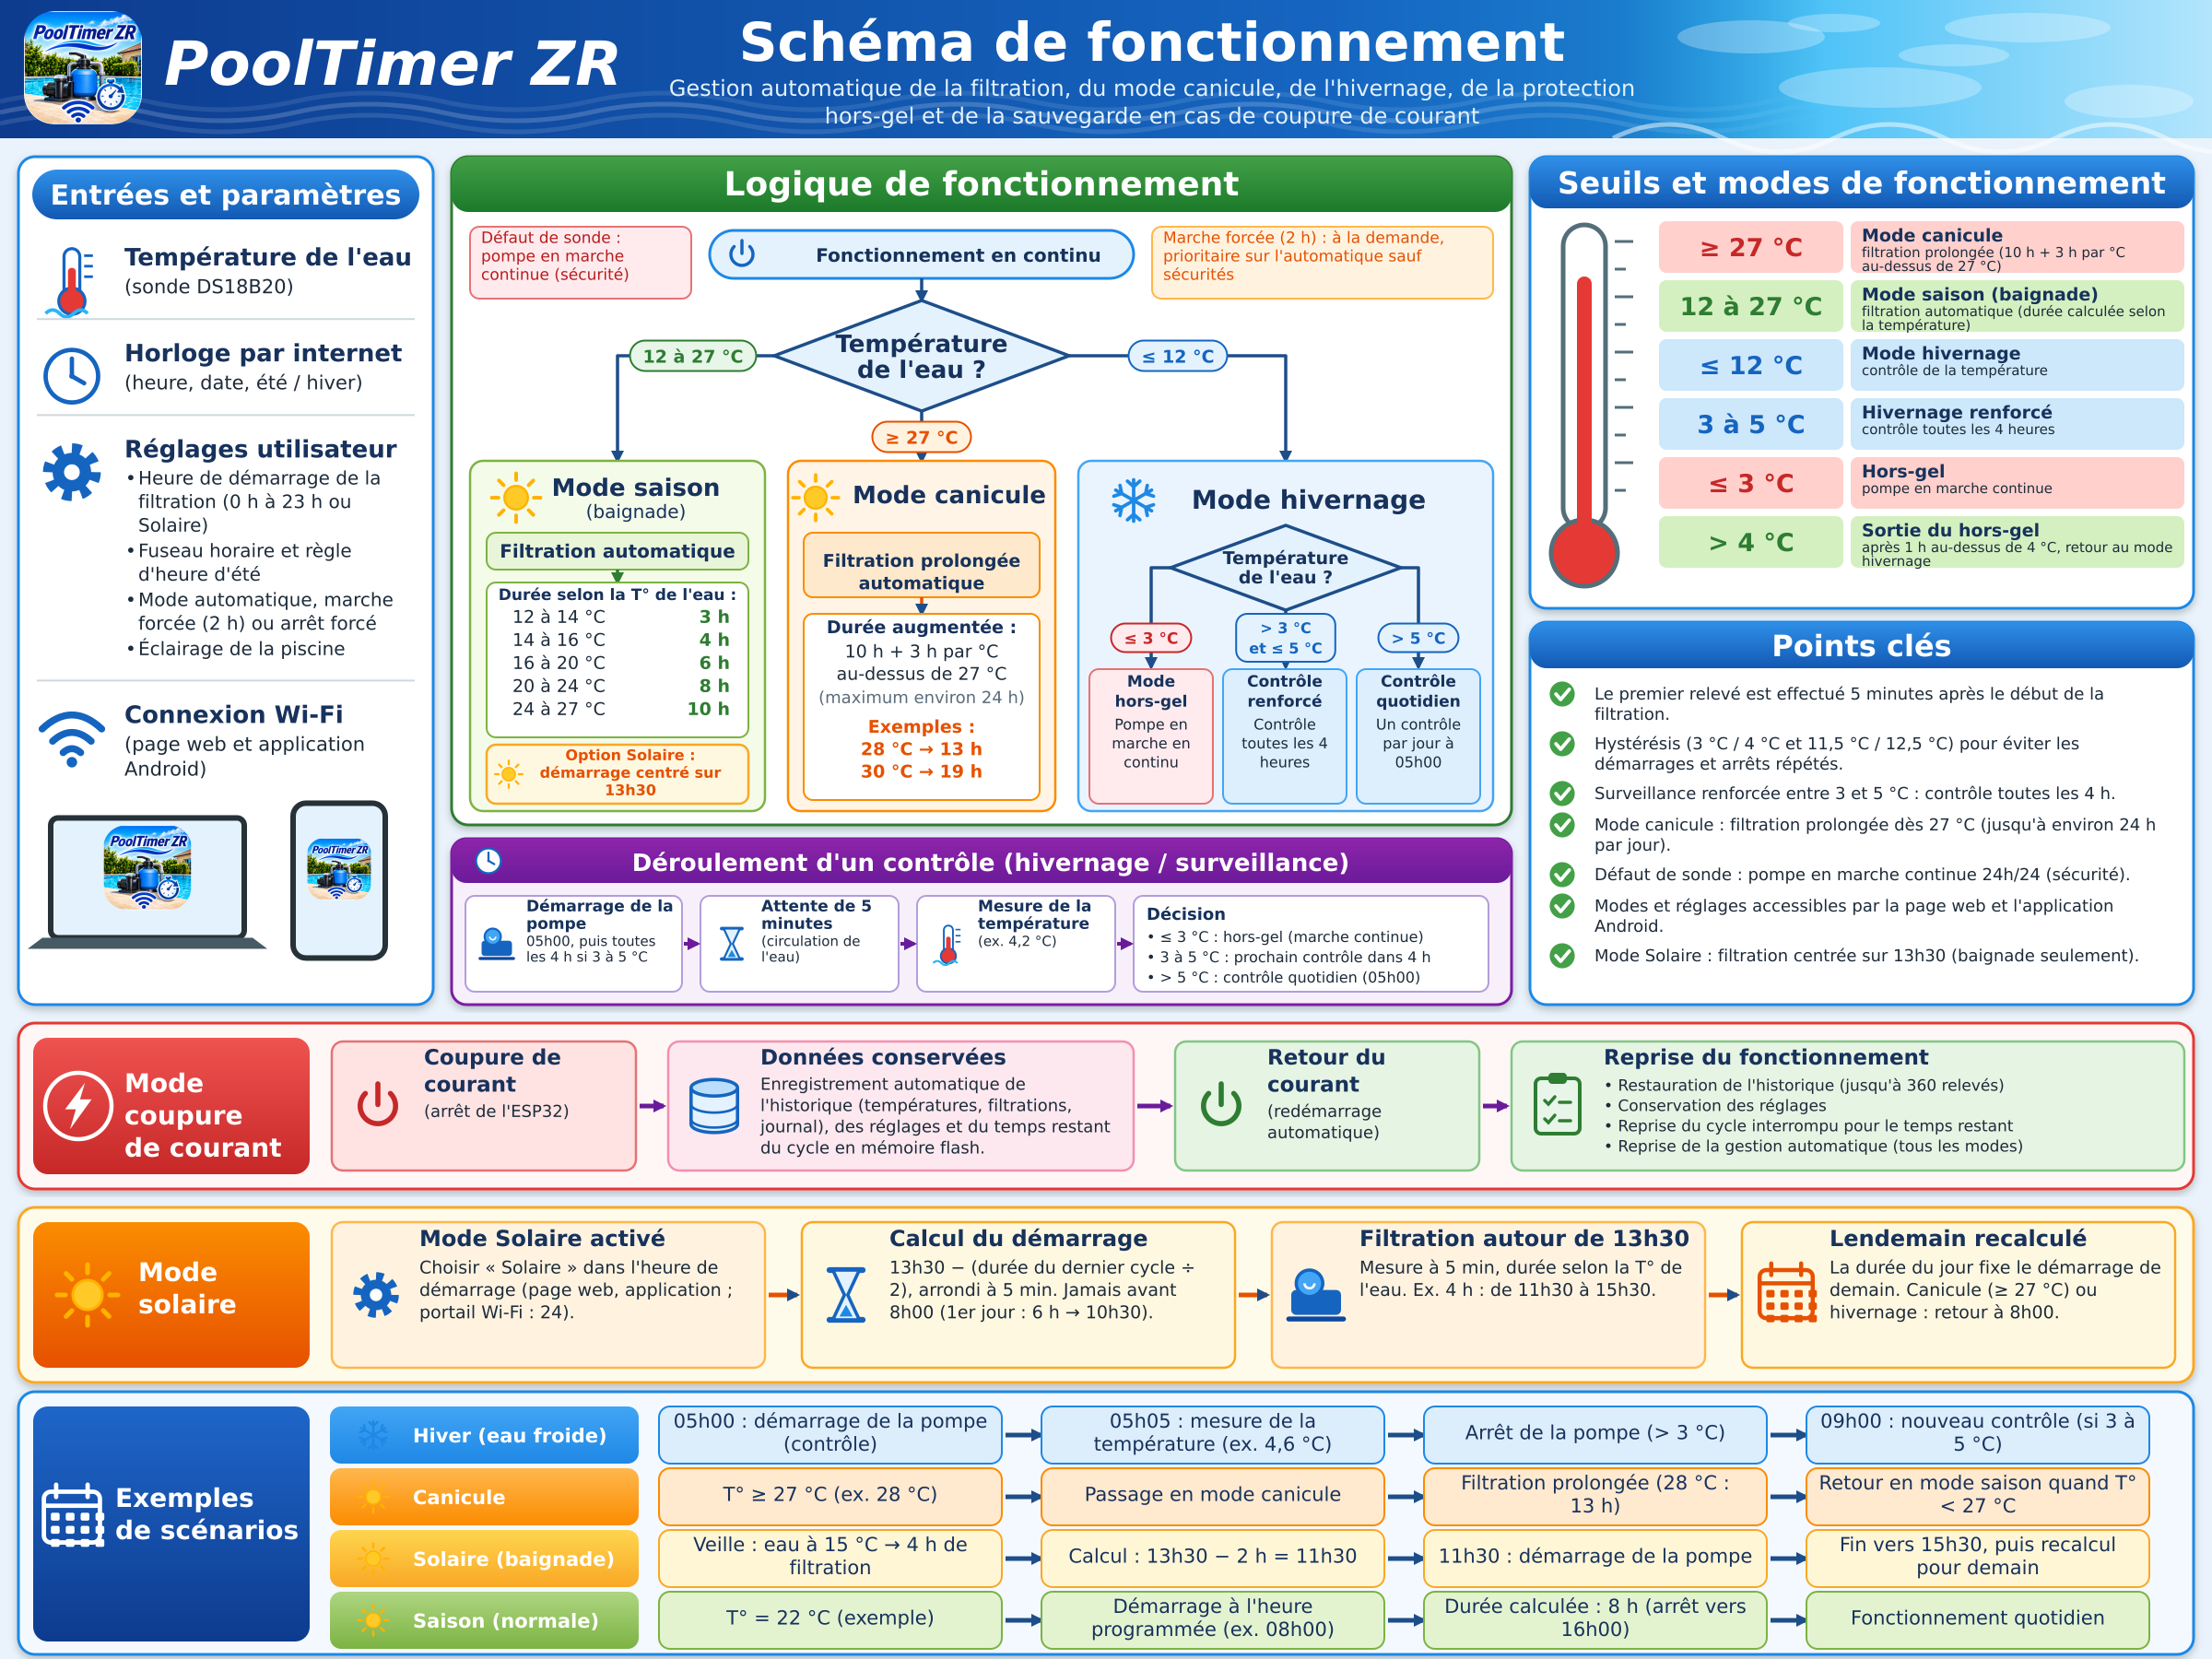 PoolTimer ZR
PoolTimer ZR
Schéma de fonctionnement
Gestion automatique de la filtration, du mode canicule, de l'hivernage, de la protection
hors-gel et de la sauvegarde en cas de coupure de courant
Entrées et paramètres
Température de l'eau
(sonde DS18B20)
Horloge par internet
(heure, date, été / hiver)
Réglages utilisateur
• Heure de démarrage de la
filtration (0 h à 23 h ou
Solaire)
• Fuseau horaire et règle
d'heure d'été
• Mode automatique, marche
forcée (2 h) ou arrêt forcé
• Éclairage de la piscine
Connexion Wi-Fi
(page web et application
Android)
PoolTimer ZR
PoolTimer ZR
Logique de fonctionnement
Défaut de sonde :
pompe en marche
continue (sécurité)
Fonctionnement en continu
Marche forcée (2 h) : à la demande,
prioritaire sur l'automatique sauf
sécurités
Température
de l'eau ?
12 à 27 °C
≤ 12 °C
≥ 27 °C
Mode saison
(baignade)
Filtration automatique
Durée selon la T° de l'eau :
12 à 14 °C 3 h
14 à 16 °C 4 h
16 à 20 °C 6 h
20 à 24 °C 8 h
24 à 27 °C 10 h
Option Solaire :
démarrage centré sur
13h30
Mode canicule
Filtration prolongée
automatique
Durée augmentée :
10 h + 3 h par °C
au-dessus de 27 °C
(maximum environ 24 h)
Exemples :
28 °C → 13 h
30 °C → 19 h
Mode hivernage
Température
de l'eau ?
≤ 3 °C
> 3 °C
et ≤ 5 °C
> 5 °C
Mode
hors-gel
Pompe en
marche en
continu
Contrôle
renforcé
Contrôle
toutes les 4
heures
Contrôle
quotidien
Un contrôle
par jour à
05h00
Déroulement d'un contrôle (hivernage / surveillance)
Démarrage de la
pompe
05h00, puis toutes
les 4 h si 3 à 5 °C
Attente de 5
minutes
(circulation de
l'eau)
Mesure de la
température
(ex. 4,2 °C)
Décision
• ≤ 3 °C : hors-gel (marche continue)
• 3 à 5 °C : prochain contrôle dans 4 h
• > 5 °C : contrôle quotidien (05h00)
Seuils et modes de fonctionnement
≥ 27 °C
Mode canicule
filtration prolongée (10 h + 3 h par °C
au-dessus de 27 °C)
12 à 27 °C
Mode saison (baignade)
filtration automatique (durée calculée selon
la température)
≤ 12 °C
Mode hivernage
contrôle de la température
3 à 5 °C
Hivernage renforcé
contrôle toutes les 4 heures
≤ 3 °C
Hors-gel
pompe en marche continue
> 4 °C
Sortie du hors-gel
après 1 h au-dessus de 4 °C, retour au mode
hivernage
Points clés
Le premier relevé est effectué 5 minutes après le début de la
filtration.
Hystérésis (3 °C / 4 °C et 11,5 °C / 12,5 °C) pour éviter les
démarrages et arrêts répétés.
Surveillance renforcée entre 3 et 5 °C : contrôle toutes les 4 h.
Mode canicule : filtration prolongée dès 27 °C (jusqu'à environ 24 h
par jour).
Défaut de sonde : pompe en marche continue 24h/24 (sécurité).
Modes et réglages accessibles par la page web et l'application
Android.
Mode Solaire : filtration centrée sur 13h30 (baignade seulement).
Mode
coupure
de courant
Coupure de
courant
(arrêt de l'ESP32)
Données conservées
Enregistrement automatique de
l'historique (températures, filtrations,
journal), des réglages et du temps restant
du cycle en mémoire flash.
Retour du
courant
(redémarrage
automatique)
Reprise du fonctionnement
• Restauration de l'historique (jusqu'à 360 relevés)
• Conservation des réglages
• Reprise du cycle interrompu pour le temps restant
• Reprise de la gestion automatique (tous les modes)
Mode
solaire
Mode Solaire activé
Choisir « Solaire » dans l'heure de
démarrage (page web, application ;
portail Wi-Fi : 24).
Calcul du démarrage
13h30 − (durée du dernier cycle ÷
2), arrondi à 5 min. Jamais avant
8h00 (1er jour : 6 h → 10h30).
Filtration autour de 13h30
Mesure à 5 min, durée selon la T° de
l'eau. Ex. 4 h : de 11h30 à 15h30.
Lendemain recalculé
La durée du jour fixe le démarrage de
demain. Canicule (≥ 27 °C) ou
hivernage : retour à 8h00.
Exemples
de scénarios
Hiver (eau froide)
05h00 : démarrage de la pompe
(contrôle)
05h05 : mesure de la
température (ex. 4,6 °C)
Arrêt de la pompe (> 3 °C)
09h00 : nouveau contrôle (si 3 à
5 °C)
Canicule
T° ≥ 27 °C (ex. 28 °C)
Passage en mode canicule
Filtration prolongée (28 °C :
13 h)
Retour en mode saison quand T°
< 27 °C
Solaire (baignade)
Veille : eau à 15 °C → 4 h de
filtration
Calcul : 13h30 − 2 h = 11h30
11h30 : démarrage de la pompe
Fin vers 15h30, puis recalcul
pour demain
Saison (normale)
T° = 22 °C (exemple)
Démarrage à l'heure
programmée (ex. 08h00)
Durée calculée : 8 h (arrêt vers
16h00)
Fonctionnement quotidien